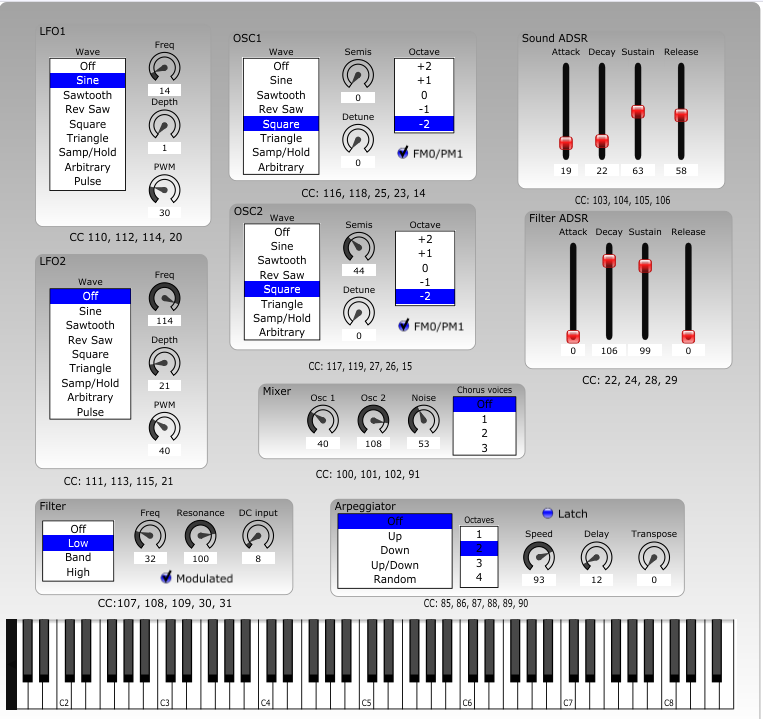 LFO1
Wave
Off
Sine
Sawtooth
Rev Saw
Square
Triangle
Samp/Hold
Arbitrary
Pulse
Freq
14
Depth
1
PWM
30
CC 110, 112, 114, 20
OSC1
Wave
Off
Sine
Sawtooth
Rev Saw
Square
Triangle
Samp/Hold
Arbitrary
Semis
0
Detune
0
Octave
+2
+1
0
-1
-2
FM0/PM1
CC: 116, 118, 25, 23, 14
Sound ADSR
Attack Decay Sustain Release
19 22 63 58
CC: 103, 104, 105, 106
LFO2
Wave
Off
Sine
Sawtooth
Rev Saw
Square
Triangle
Samp/Hold
Arbitrary
Pulse
Freq
114
Depth
21
PWM
40
CC: 111, 113, 115, 21
OSC2
Wave
Off
Sine
Sawtooth
Rev Saw
Square
Triangle
Samp/Hold
Arbitrary
Semis
44
Detune
0
Octave
+2
+1
0
-1
-2
FM0/PM1
CC: 117, 119, 27, 26, 15
Filter ADSR
Attack Decay Sustain Release
0 106 99 0
CC: 22, 24, 28, 29
Mixer
Osc 1 Osc 2 Noise
40 108 53
Chorus voices
Off
1
2
3
CC: 100, 101, 102, 91
Filter
Off
Low
Band
High
Freq Resonance DC input
32 100 8
Modulated
CC:107, 108, 109, 30, 31
Arpeggiator
Off
Up
Down
Up/Down
Random
Octaves
1
2
3
4
Latch
Speed Delay Transpose
93 12 0
CC: 85, 86, 87, 88, 89, 90
C2 C3 C4 C5 C6 C7 C8